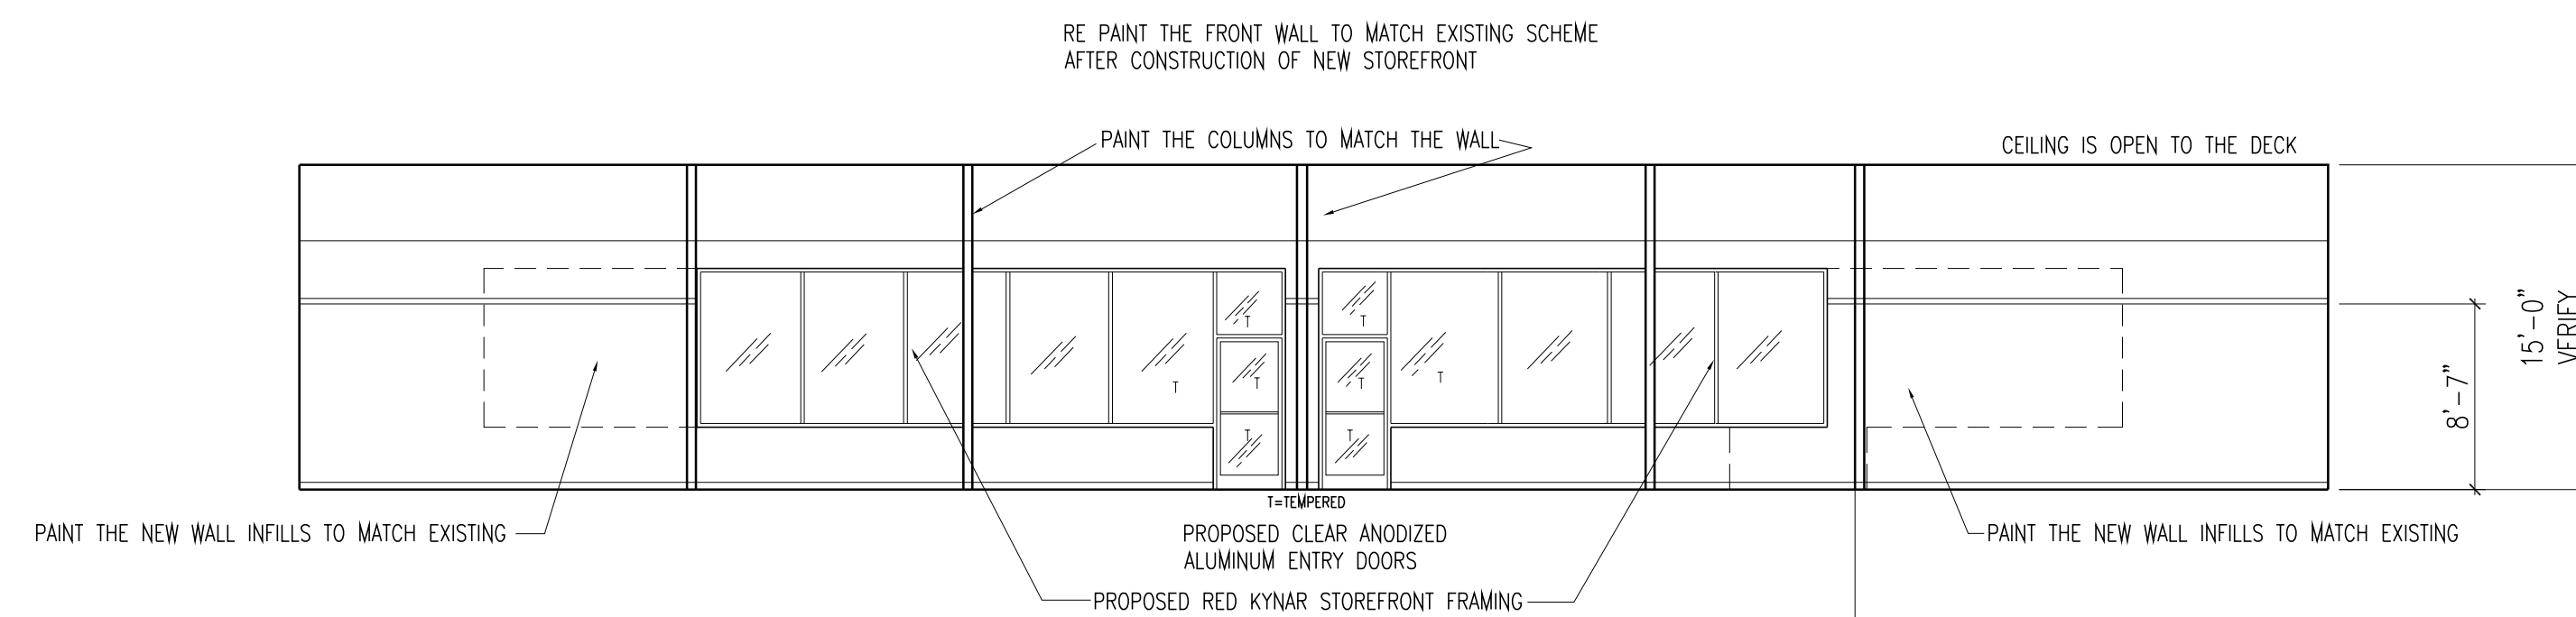 RE PAINT THE FRONT WALL TO MATCH EXISTING SCHEME
AFTER CONSTRUCTION OF NEW STOREFRONT
PAINT THE COLUMNS TO MATCH THE WALL
CEILING IS OPEN TO THE DECK
T
T
T
T
T
T
T
T
15'-0"
VERIFY
8'-7"
T=TEMPERED
PAINT THE NEW WALL INFILLS TO MATCH EXISTING
PROPOSED CLEAR ANODIZED
ALUMINUM ENTRY DOORS
PAINT THE NEW WALL INFILLS TO MATCH EXISTING
PROPOSED RED KYNAR STOREFRONT FRAMING